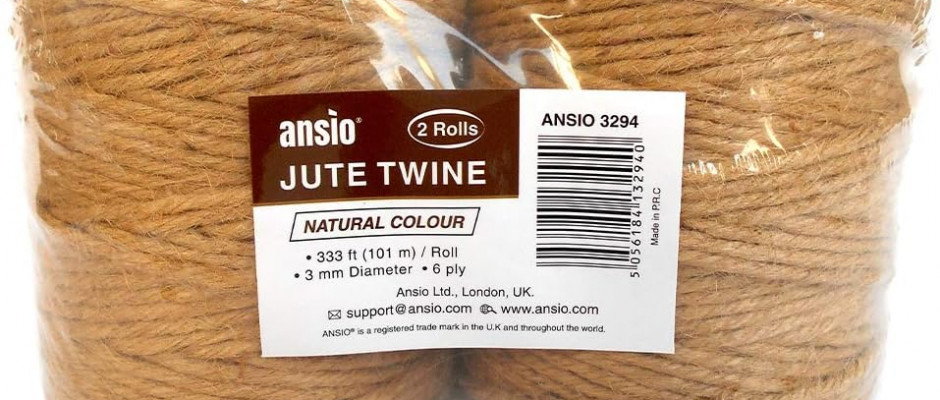 ansìo®
2 Rolls
JUTE TWINE
NATURAL COLOUR
• 333 ft (101 m) / Roll
• 3 mm Diameter • 6 ply
Ansio Ltd., London, UK.
support@ansio.com www.ansio.com
ANSIO® is a registered trade mark in the U.K and throughout the world.
ANSIO 3294
5 056184 132940
Made in P.R.C